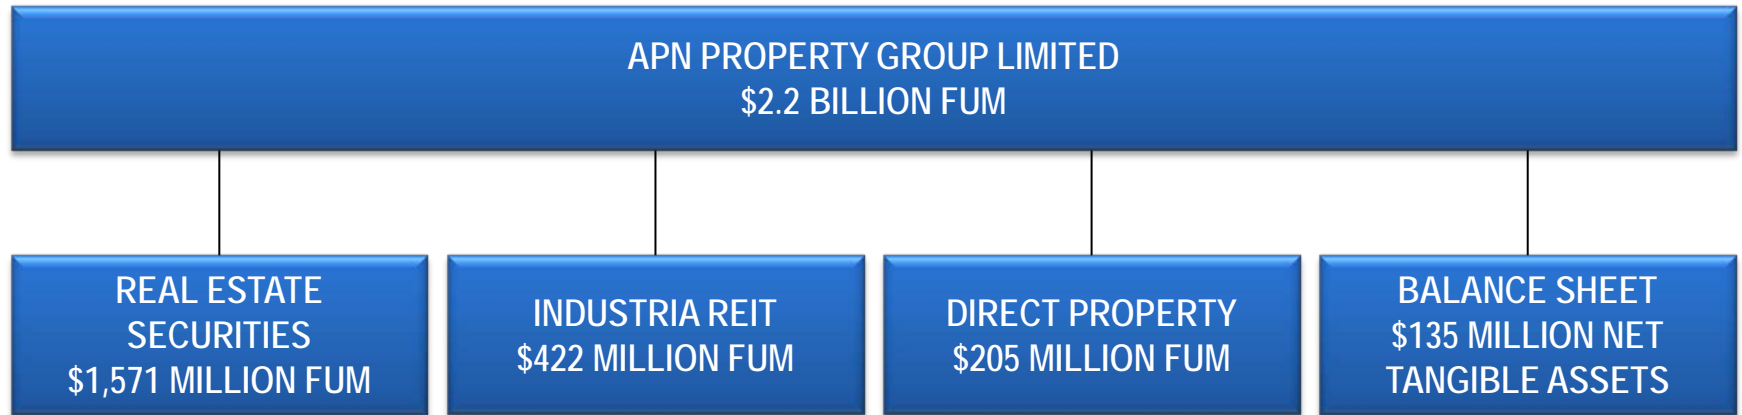 APN PROPERTY GROUP LIMITED
$2.2 BILLION FUM
REAL ESTATE
SECURITIES
$1,571 MILLION FUM
INDUSTRIA REIT
$422 MILLION FUM
DIRECT PROPERTY
$205 MILLION FUM
BALANCE SHEET
$135 MILLION NET
TANGIBLE ASSETS